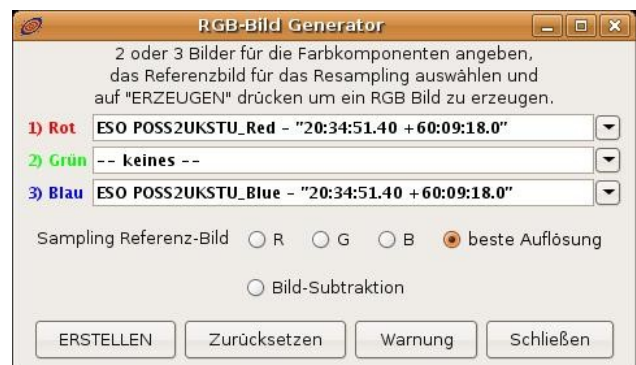 RGB-Bild Generator
2 oder 3 Bilder für die Farbkomponenten angeben,
das Referenzbild für das Resampling auswählen und
auf "ERZEUGEN" drücken um ein RGB Bild zu erzeugen.
1) Rot ESO POSS2UKSTU_Red - "20:34:51.40 +60:09:18.0"
2) Grün -- keines --
3) Blau ESO POSS2UKSTU_Blue - "20:34:51.40 +60:09:18.0"
Sampling Referenz-Bild R G B beste Auflösung
Bild-Subtraktion
ERSTELLEN Zurücksetzen Warnung Schließen